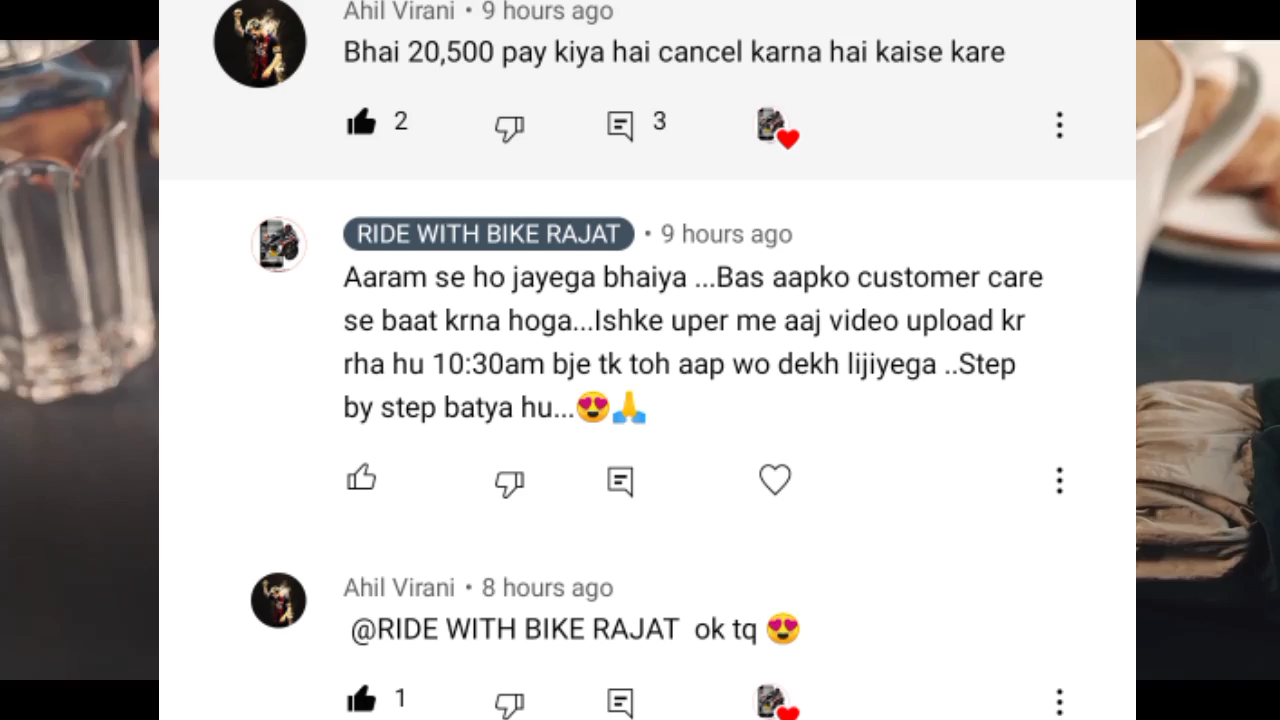 Ahil Virani • 9 hours ago
Bhai 20,500 pay kiya hai cancel karna hai kaise kare
2 3
RIDE WITH BIKE RAJAT • 9 hours ago
Aaram se ho jayega bhaiya ...Bas aapko customer care
se baat krna hoga...Ishke uper me aaj video upload kr
rha hu 10:30am bje tk toh aap wo dekh lijiyega ..Step
by step batya hu...😍🙏
Ahil Virani • 8 hours ago
@RIDE WITH BIKE RAJAT ok tq 😍
1